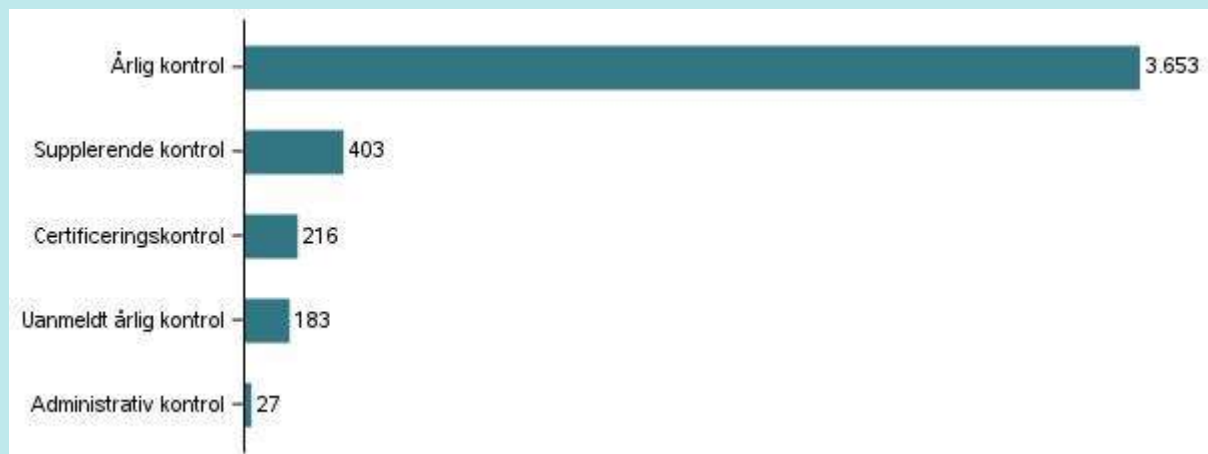 Årlig kontrol 3.653
Supplerende kontrol 403
Certificeringskontrol 216
Uanmeldt årlig kontrol 183
Administrativ kontrol 27